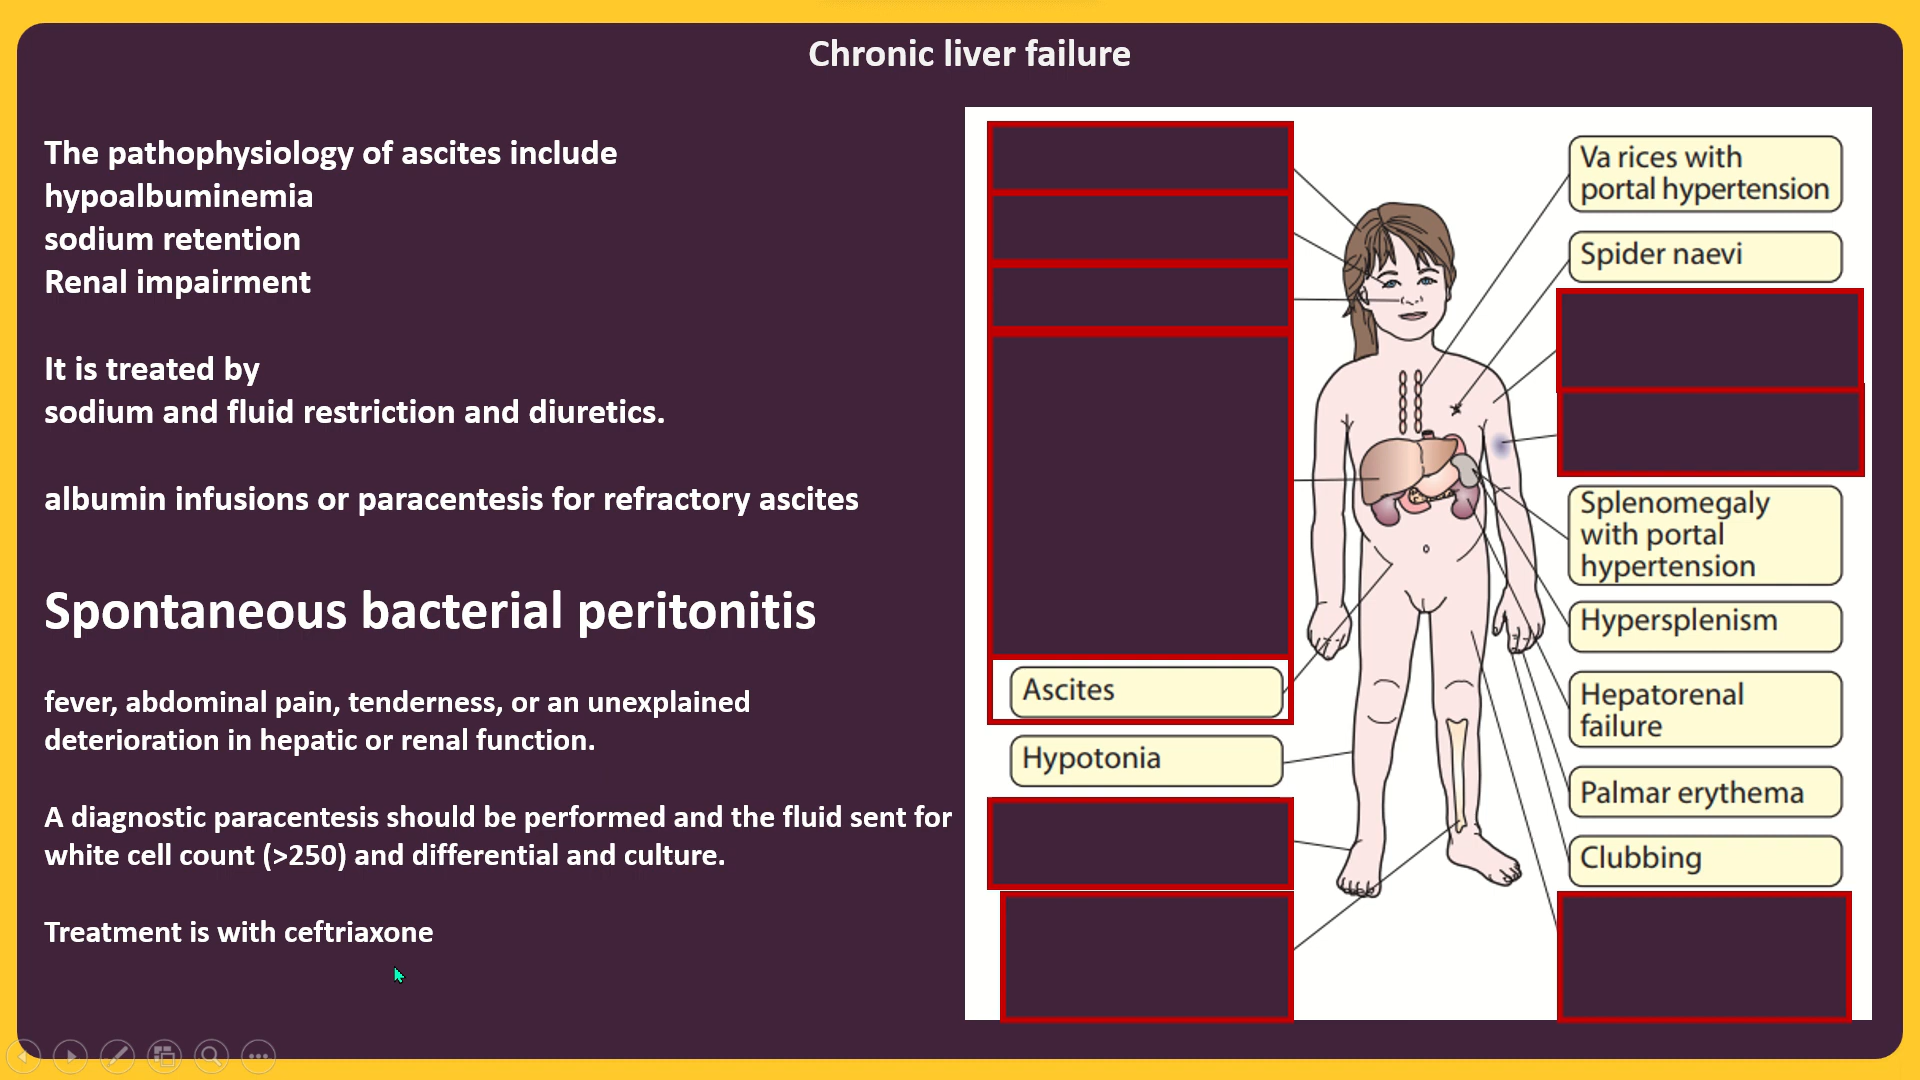 Chronic liver failure
The pathophysiology of ascites include
hypoalbuminemia
sodium retention
Renal impairment
It is treated by
sodium and fluid restriction and diuretics.
albumin infusions or paracentesis for refractory ascites
Spontaneous bacterial peritonitis
fever, abdominal pain, tenderness, or an unexplained
deterioration in hepatic or renal function.
A diagnostic paracentesis should be performed and the fluid sent for
white cell count (>250) and differential and culture.
Treatment is with ceftriaxone
Ascites
Hypotonia
Va rices with
portal hypertension
Spider naevi
Splenomegaly
with portal
hypertension
Hypersplenism
Hepatorenal
failure
Palmar erythema
Clubbing